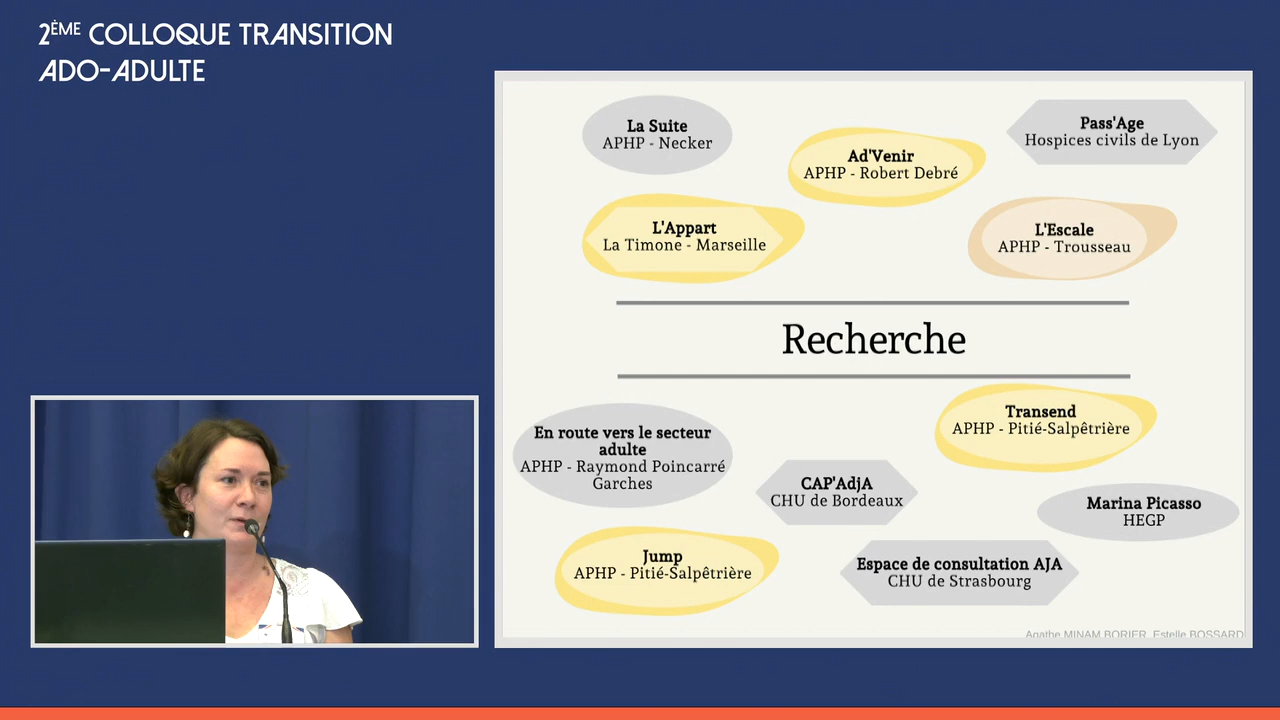 2ÈME COLLOQUE TRANSITION
ADO-ADULTE
La Suite
APHP - Necker
Ad'Venir
APHP - Robert Debré
Pass'Age
Hospices civils de Lyon
L'Appart
La Timone - Marseille
L'Escale
APHP - Trousseau
Recherche
Transend
APHP - Pitié-Salpêtrière
En route vers le secteur
adulte
APHP - Raymond Poincarré
Garches
CAP'AdjA
CHU de Bordeaux
Marina Picasso
HEGP
Jump
APHP - Pitié-Salpêtrière
Espace de consultation AJA
CHU de Strasbourg
Agathe MINAM BORIER, Estelle BOSSARD